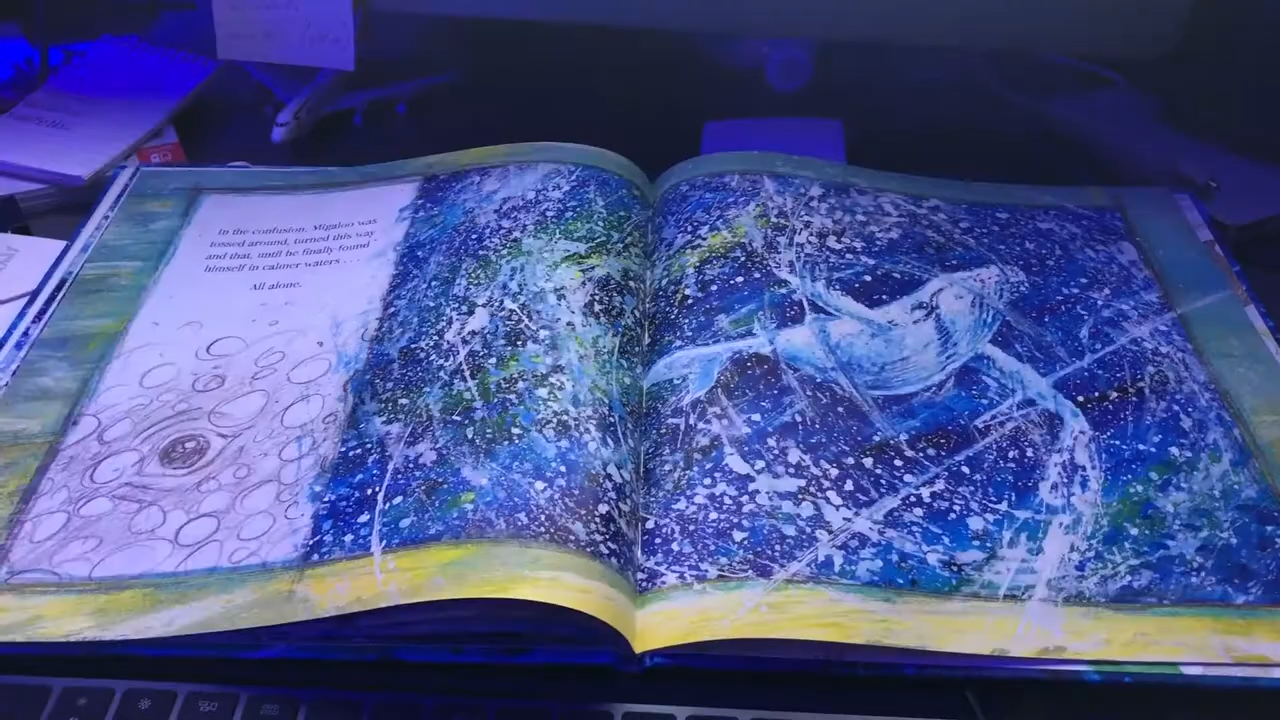 In the confusion, Migaloo was
tossed around, turned this way
and that, until he finally found
himself in calmer waters . . .
All alone.